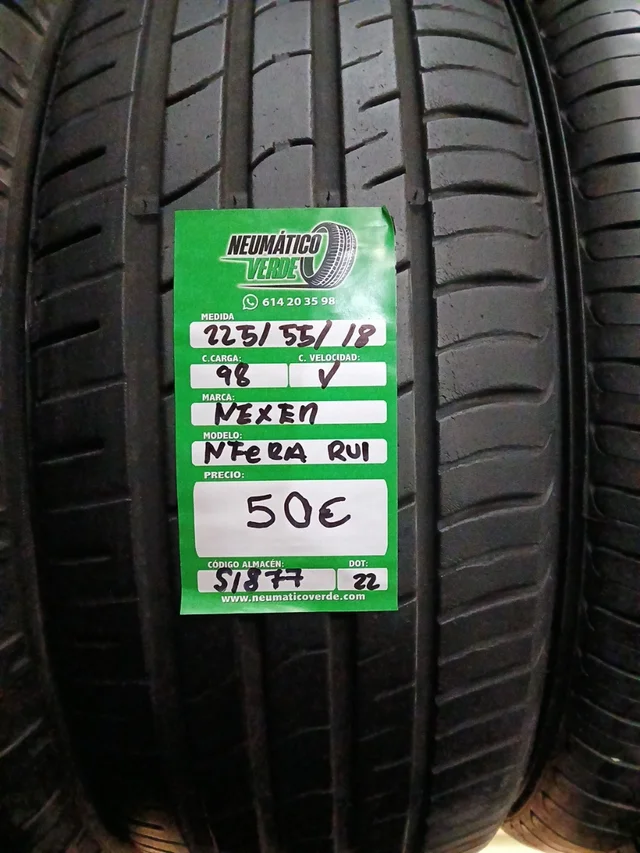 NEUMÁTICO
VERDE
614 20 35 98
MEDIDA
225/55/18
C.CARGA: C. VELOCIDAD:
98 V
MARCA:
NEXEN
MODELO:
NFeRA RU1
PRECIO:
50€
CÓDIGO ALMACÉN: DOT:
S1877 22
www.neumaticoverde.com